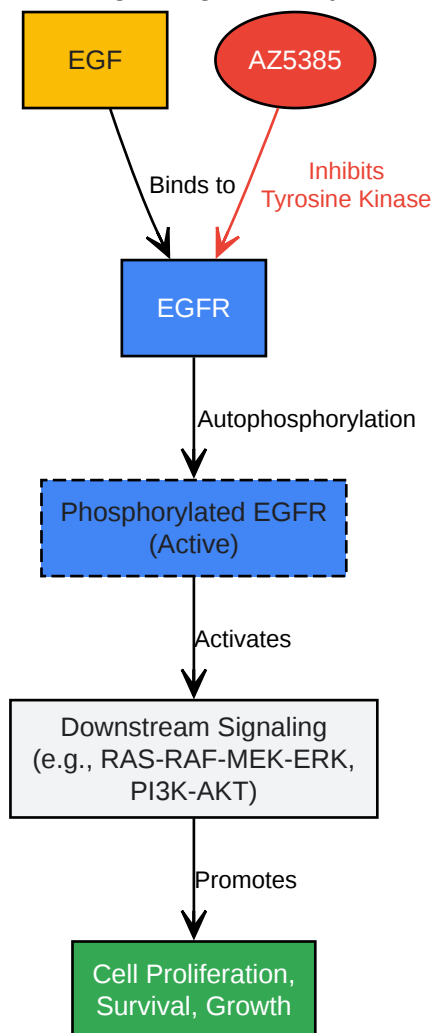 EGF
AZ5385
Binds to
Inhibits
Tyrosine Kinase
EGFR
Autophosphorylation
Phosphorylated EGFR
(Active)
Activates
Downstream Signaling
(e.g., RAS-RAF-MEK-ERK,
PI3K-AKT)
Promotes
Cell Proliferation,
Survival, Growth